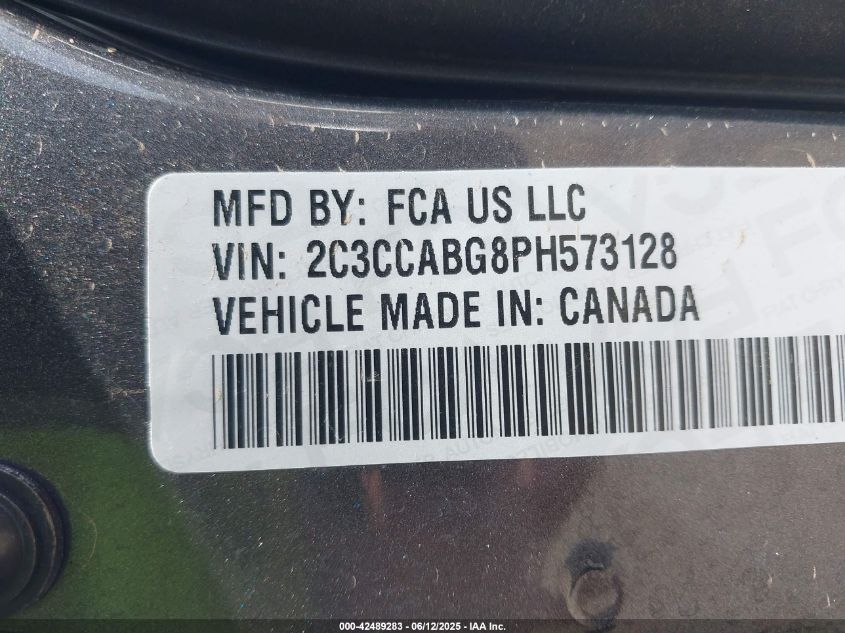 MFD BY: FCA US LLC
VIN: 2C3CCABG8PH573128
VEHICLE MADE IN: CANADA
000-42489283 - 06/12/2025 - IAA Inc.